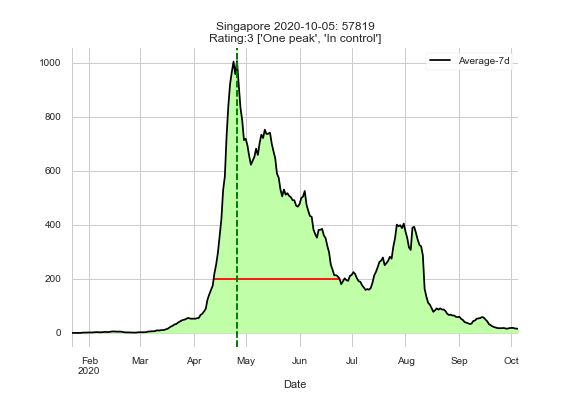 Singapore 2020-10-05: 57819
Rating:3 ['One peak', 'In control']
Average-7d
1000
800
600
400
200
0
Feb Mar Apr May Jun Jul Aug Sep Oct
2020
Date